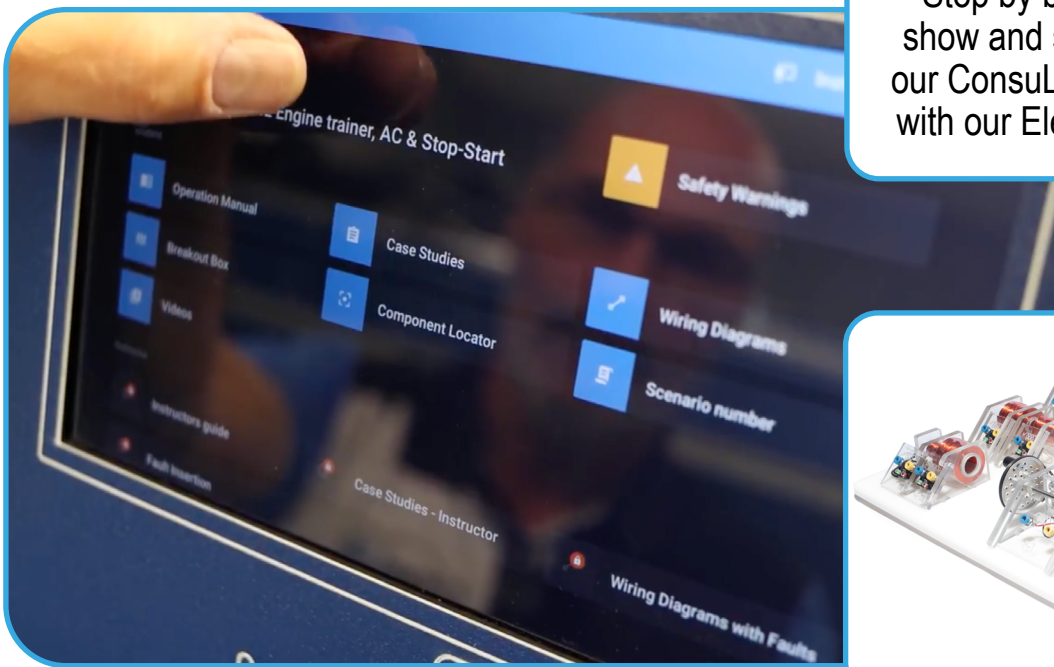 Stop by b
show and s
our ConsuL
with our Ele
Engine trainer, AC & Stop-Start
Safety Warnings
Operation Manual
Case Studies
Breakout Box
Wiring Diagrams
Videos
Component Locator
Scenario number
Instructors guide
Fault Insertion
Case Studies - Instructor
Wiring Diagrams with Faults